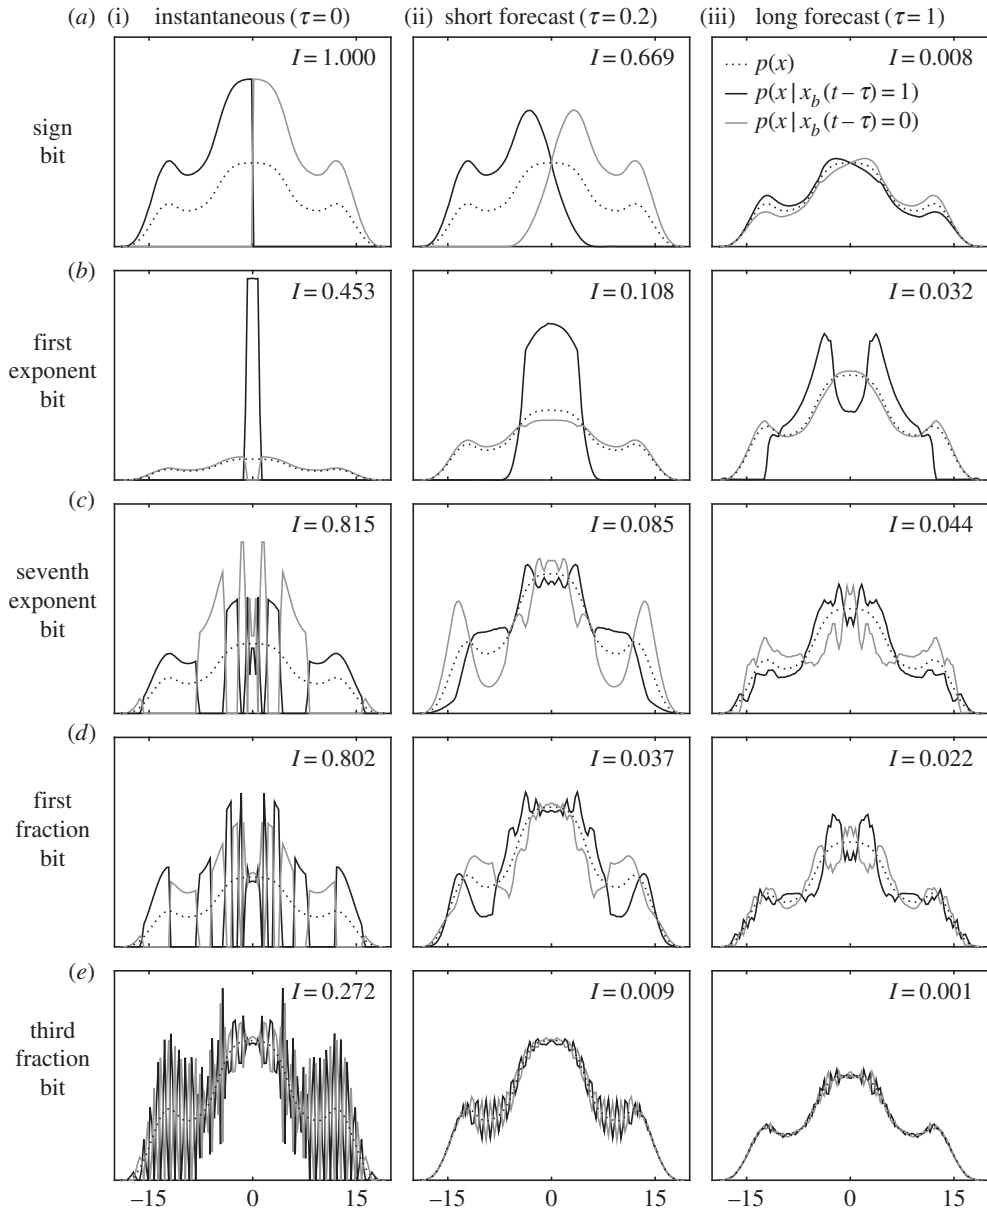 (a) (i) instantaneous (τ = 0) (ii) short forecast (τ = 0.2) (iii) long forecast (τ = 1)
sign
bit
I = 1.000
I = 0.669
I = 0.008
p(x)
p(x | x_b (t – τ) = 1)
p(x | x_b (t – τ) = 0)
(b)
first
exponent
bit
I = 0.453
I = 0.108
I = 0.032
(c)
seventh
exponent
bit
I = 0.815
I = 0.085
I = 0.044
(d)
first
fraction
bit
I = 0.802
I = 0.037
I = 0.022
(e)
third
fraction
bit
I = 0.272
I = 0.009
I = 0.001
–15 0 15 –15 0 15 –15 0 15